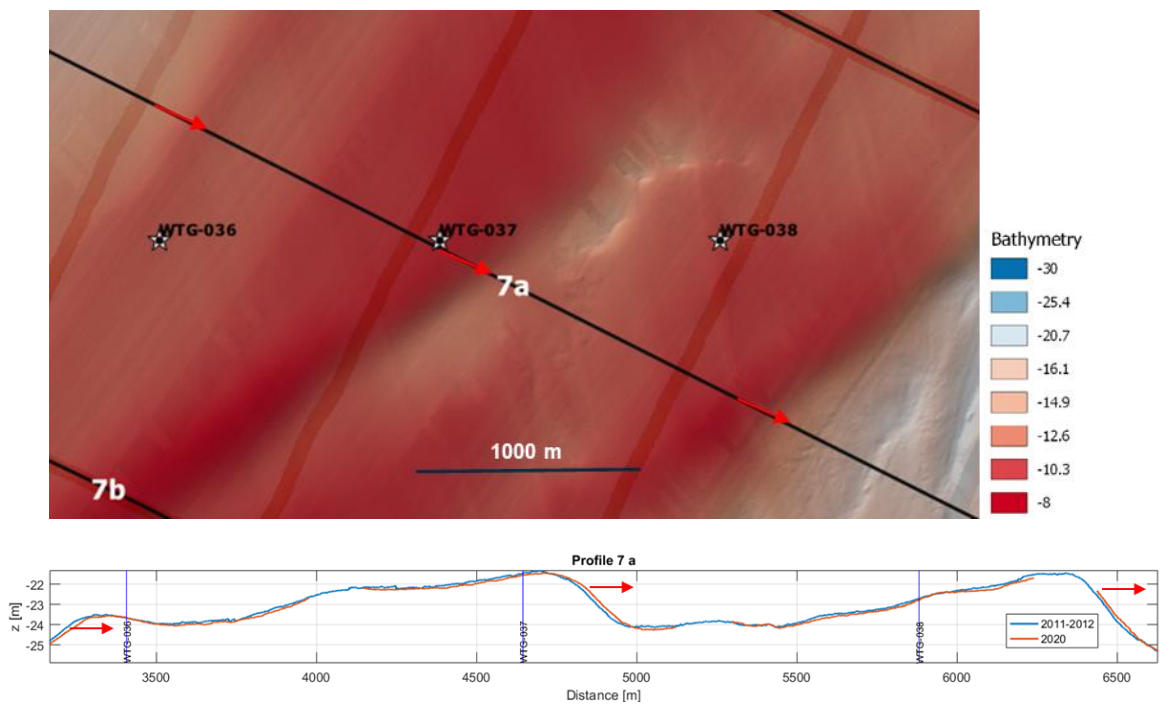 WTG-036
WTG-037
WTG-038
7a
1000 m
7b
Bathymetry
-30
-25.4
-20.7
-16.1
-14.9
-12.6
-10.3
-8
Profile 7 a
z [m]
-22
-23
-24
-25
WTG-036
WTG-037
WTG-038
2011-2012
2020
3500 4000 4500 5000 5500 6000 6500
Distance [m]